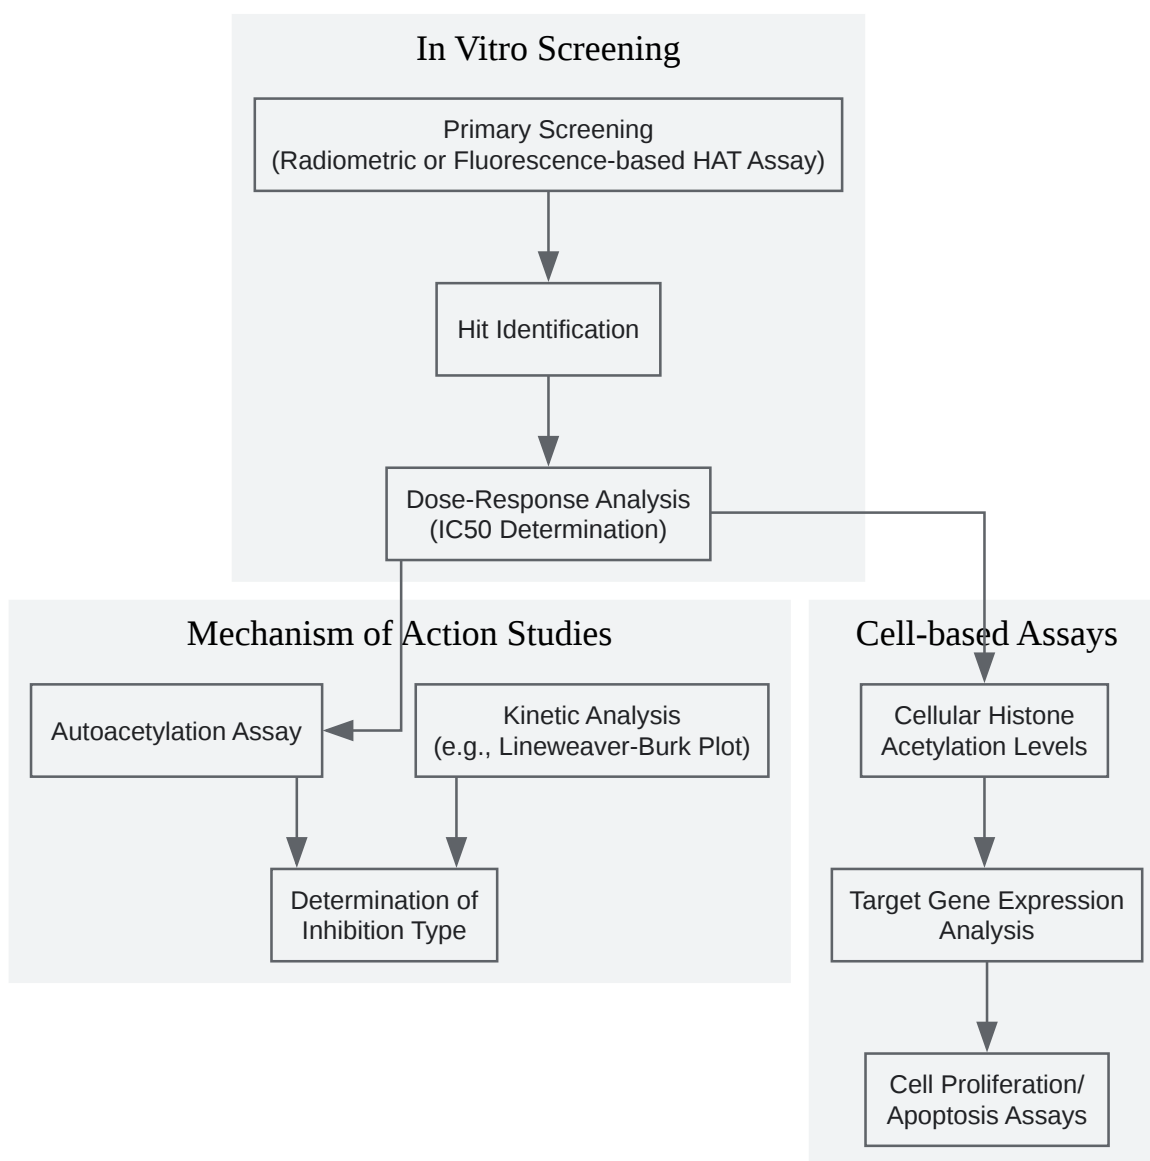 In Vitro Screening
Primary Screening
(Radiometric or Fluorescence-based HAT Assay)
Hit Identification
Dose-Response Analysis
(IC50 Determination)
Mechanism of Action Studies
Autoacetylation Assay
Kinetic Analysis
(e.g., Lineweaver-Burk Plot)
Determination of
Inhibition Type
Cell-based Assays
Cellular Histone
Acetylation Levels
Target Gene Expression
Analysis
Cell Proliferation/
Apoptosis Assays